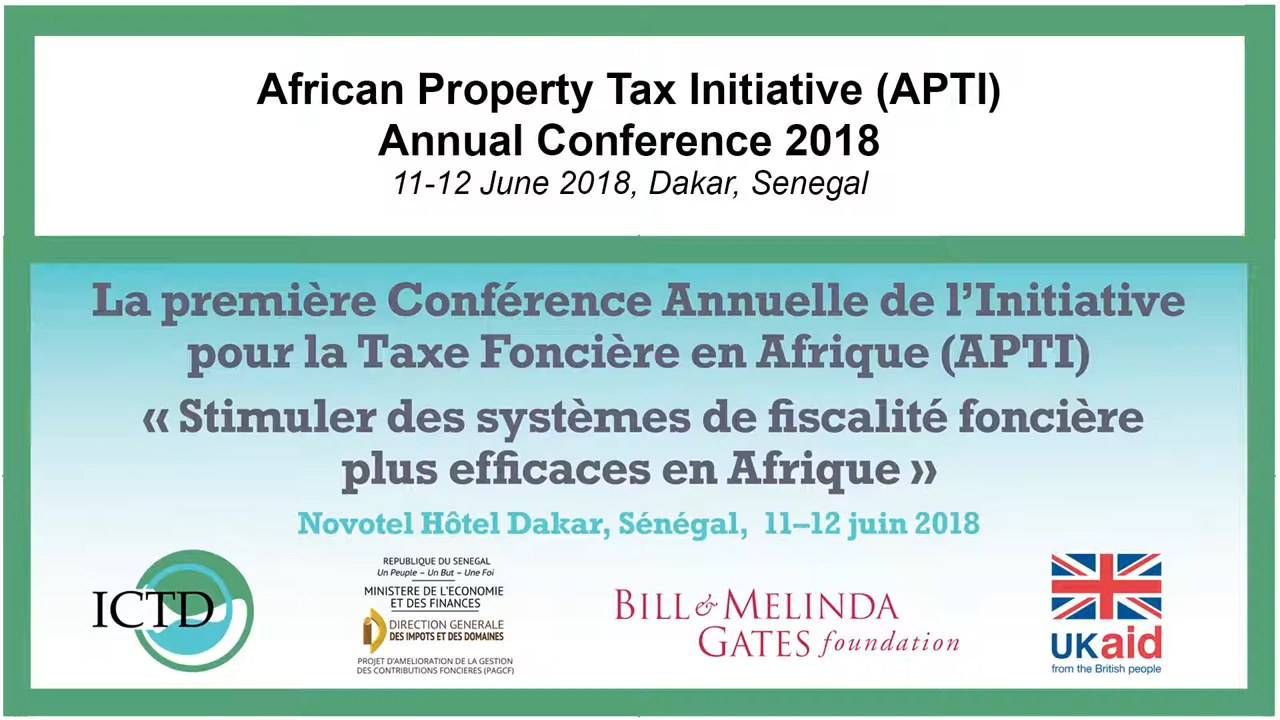 African Property Tax Initiative (APTI)
Annual Conference 2018
11-12 June 2018, Dakar, Senegal
La première Conférence Annuelle de l’Initiative
pour la Taxe Foncière en Afrique (APTI)
« Stimuler des systèmes de fiscalité foncière
plus efficaces en Afrique »
Novotel Hôtel Dakar, Sénégal, 11–12 juin 2018
ICTD
REPUBLIQUE DU SENEGAL
Un Peuple – Un But – Une Foi
MINISTERE DE L'ECONOMIE
ET DES FINANCES
DIRECTION GENERALE
DES IMPOTS ET DES DOMAINES
PROJET D'AMELIORATION DE LA GESTION
DES CONTRIBUTIONS FONCIERES (PAGCF)
BILL & MELINDA
GATES foundation
UKaid
from the British people